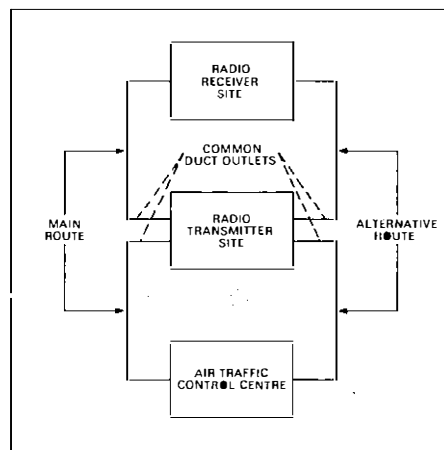 RADIO
RECEIVER
SITE
COMMON
DUCT OUTLETS
MAIN
ROUTE
RADIO
TRANSMITTER
SITE
ALTERNATIVE
ROUTE
AIR TRAFFIC
CONTROL CENTRE